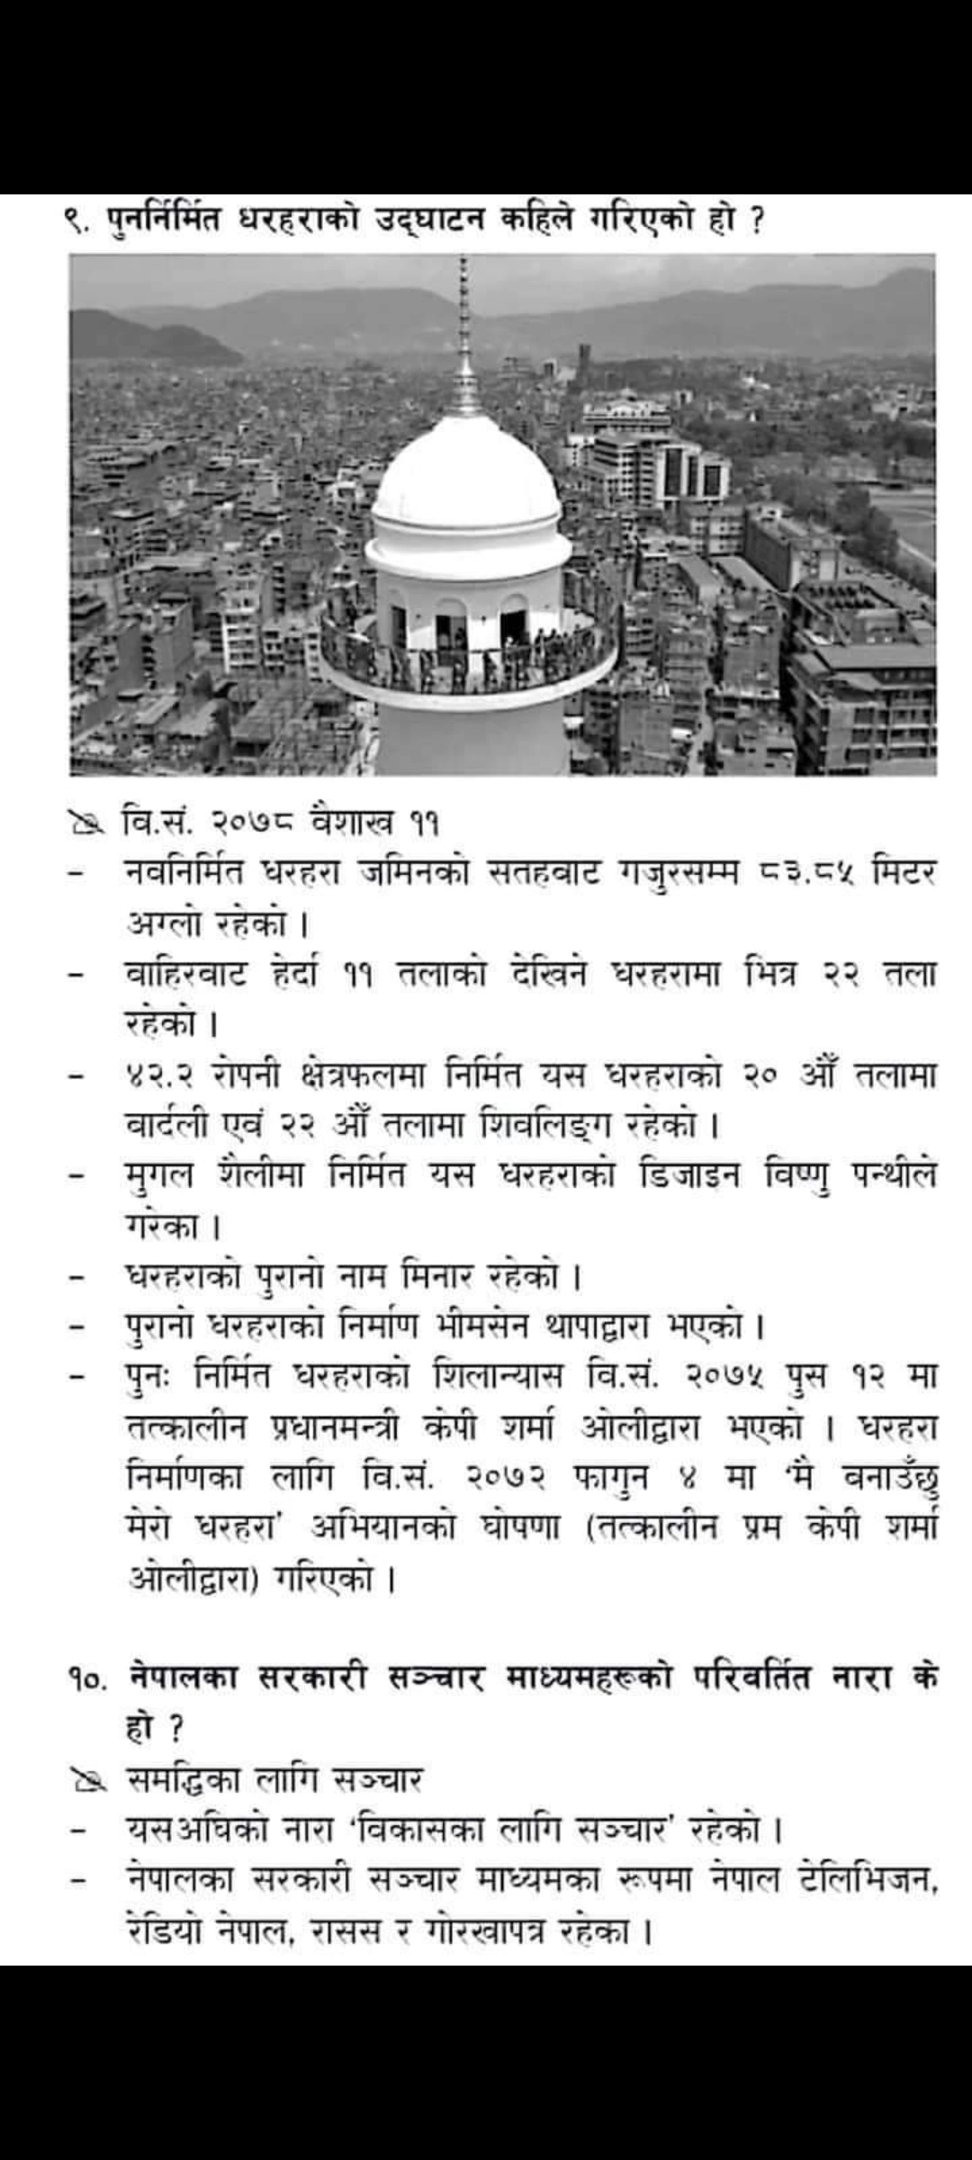 ९. पुनर्निर्मित धरहराको उद्घाटन कहिले गरिएको हो ?
वि.सं. २०७८ वैशाख ११
- नवनिर्मित धरहरा जमिनको सतहबाट गजुरसम्म ८३.८५ मिटर
अग्लो रहेको ।
- बाहिरबाट हेर्दा ११ तलाको देखिने धरहरामा भित्र २२ तला
रहेको ।
- ४२.२ रोपनी क्षेत्रफलमा निर्मित यस धरहराको २० औँ तलामा
बार्दली एवं २२ औँ तलामा शिवलिङ्ग रहेको ।
- मुगल शैलीमा निर्मित यस धरहराको डिजाइन विष्णु पन्थीले
गरेका ।
- धरहराको पुरानो नाम मिनार रहेको ।
- पुरानो धरहराको निर्माण भीमसेन थापाद्वारा भएको ।
- पुनः निर्मित धरहराको शिलान्यास वि.सं. २०७५ पुस १२ मा
तत्कालीन प्रधानमन्त्री केपी शर्मा ओलीद्वारा भएको । धरहरा
निर्माणका लागि वि.सं. २०७२ फागुन ४ मा ‘मै बनाउँछु
मेरो धरहरा’ अभियानको घोषणा (तत्कालीन प्रम केपी शर्मा
ओलीद्वारा) गरिएको ।
१०. नेपालका सरकारी सञ्चार माध्यमहरूको परिवर्तित नारा के
हो ?
समद्धिका लागि सञ्चार
- यसअघिको नारा ‘विकासका लागि सञ्चार’ रहेको ।
- नेपालका सरकारी सञ्चार माध्यमका रूपमा नेपाल टेलिभिजन,
रेडियो नेपाल, रासस र गोरखापत्र रहेका ।